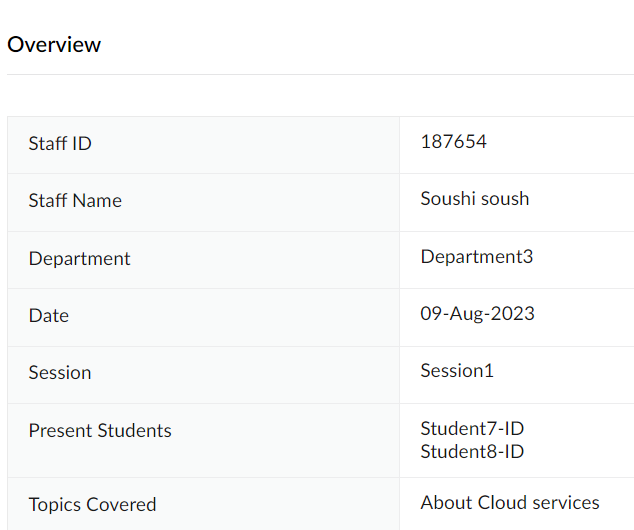 Overview
Staff ID 187654
Staff Name Soushi soush
Department Department3
Date 09-Aug-2023
Session Session1
Present Students Student7-ID
Student8-ID
Topics Covered About Cloud services